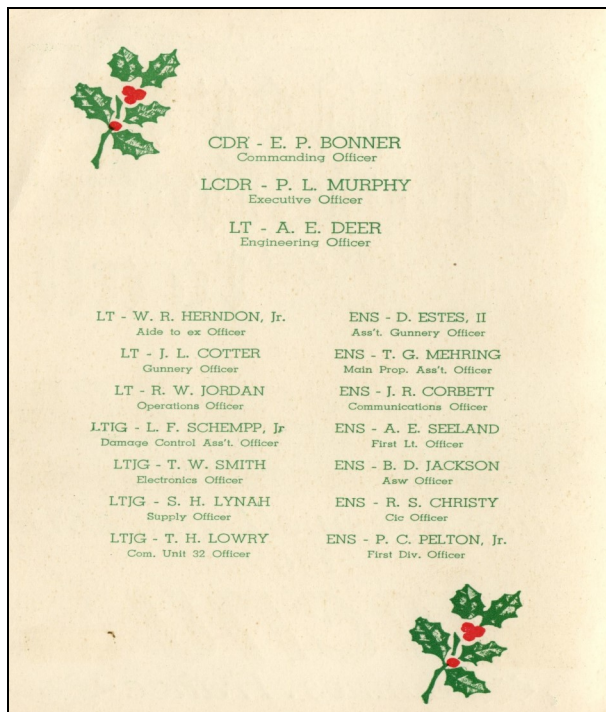 CDR - E. P. BONNER
Commanding Officer
LCDR - P. L. MURPHY
Executive Officer
LT - A. E. DEER
Engineering Officer
LT - W. R. HERNDON, Jr.
Aide to ex Officer
LT - J. L. COTTER
Gunnery Officer
LT - R. W. JORDAN
Operations Officer
LTJG - L. F. SCHEMPP, Jr
Damage Control Ass't. Officer
LTJG - T. W. SMITH
Electronics Officer
LTJG - S. H. LYNAH
Supply Officer
LTJG - T. H. LOWRY
Com. Unit 32 Officer
ENS - D. ESTES, II
Ass't. Gunnery Officer
ENS - T. G. MEHRING
Main Prop. Ass't. Officer
ENS - J. R. CORBETT
Communications Officer
ENS - A. E. SEELAND
First Lt. Officer
ENS - B. D. JACKSON
Asw Officer
ENS - R. S. CHRISTY
Cic Officer
ENS - P. C. PELTON, Jr.
First Div. Officer